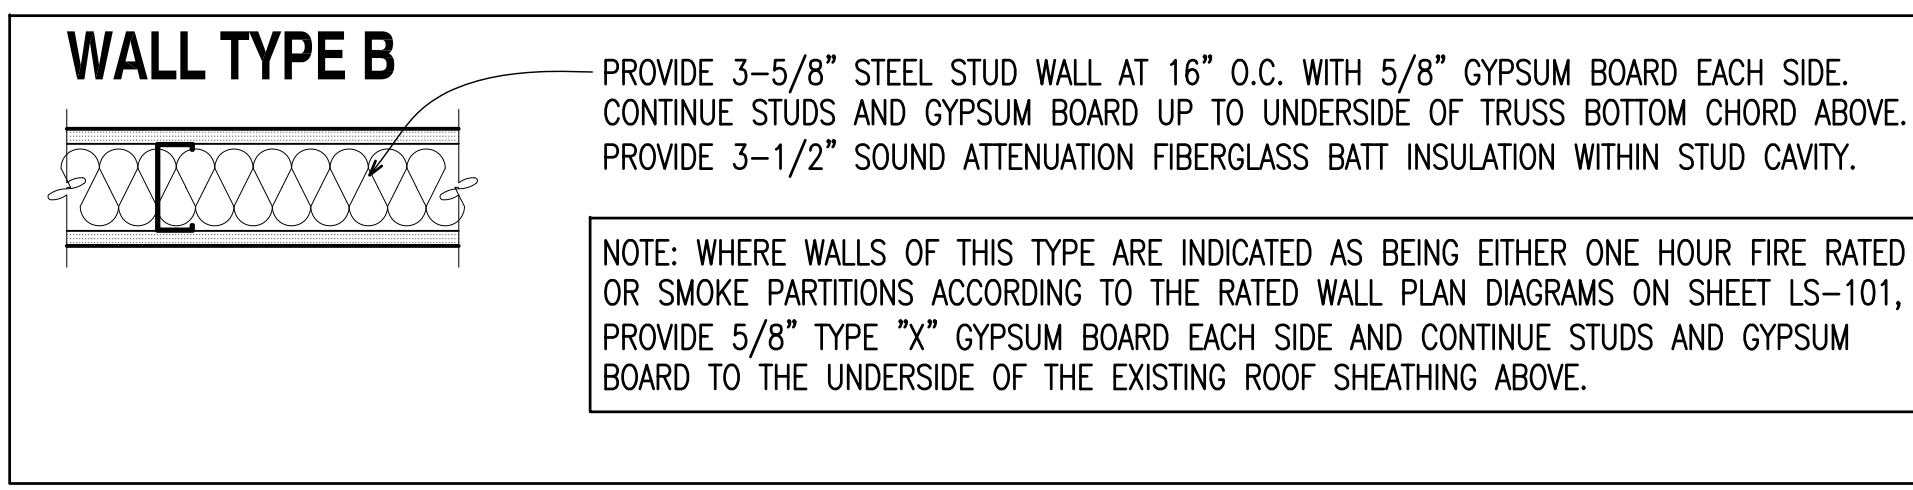 WALL TYPE B
PROVIDE 3-5/8" STEEL STUD WALL AT 16" O.C. WITH 5/8" GYPSUM BOARD EACH SIDE.
CONTINUE STUDS AND GYPSUM BOARD UP TO UNDERSIDE OF TRUSS BOTTOM CHORD ABOVE.
PROVIDE 3-1/2" SOUND ATTENUATION FIBERGLASS BATT INSULATION WITHIN STUD CAVITY.
NOTE: WHERE WALLS OF THIS TYPE ARE INDICATED AS BEING EITHER ONE HOUR FIRE RATED
OR SMOKE PARTITIONS ACCORDING TO THE RATED WALL PLAN DIAGRAMS ON SHEET LS-101,
PROVIDE 5/8" TYPE "X" GYPSUM BOARD EACH SIDE AND CONTINUE STUDS AND GYPSUM
BOARD TO THE UNDERSIDE OF THE EXISTING ROOF SHEATHING ABOVE.